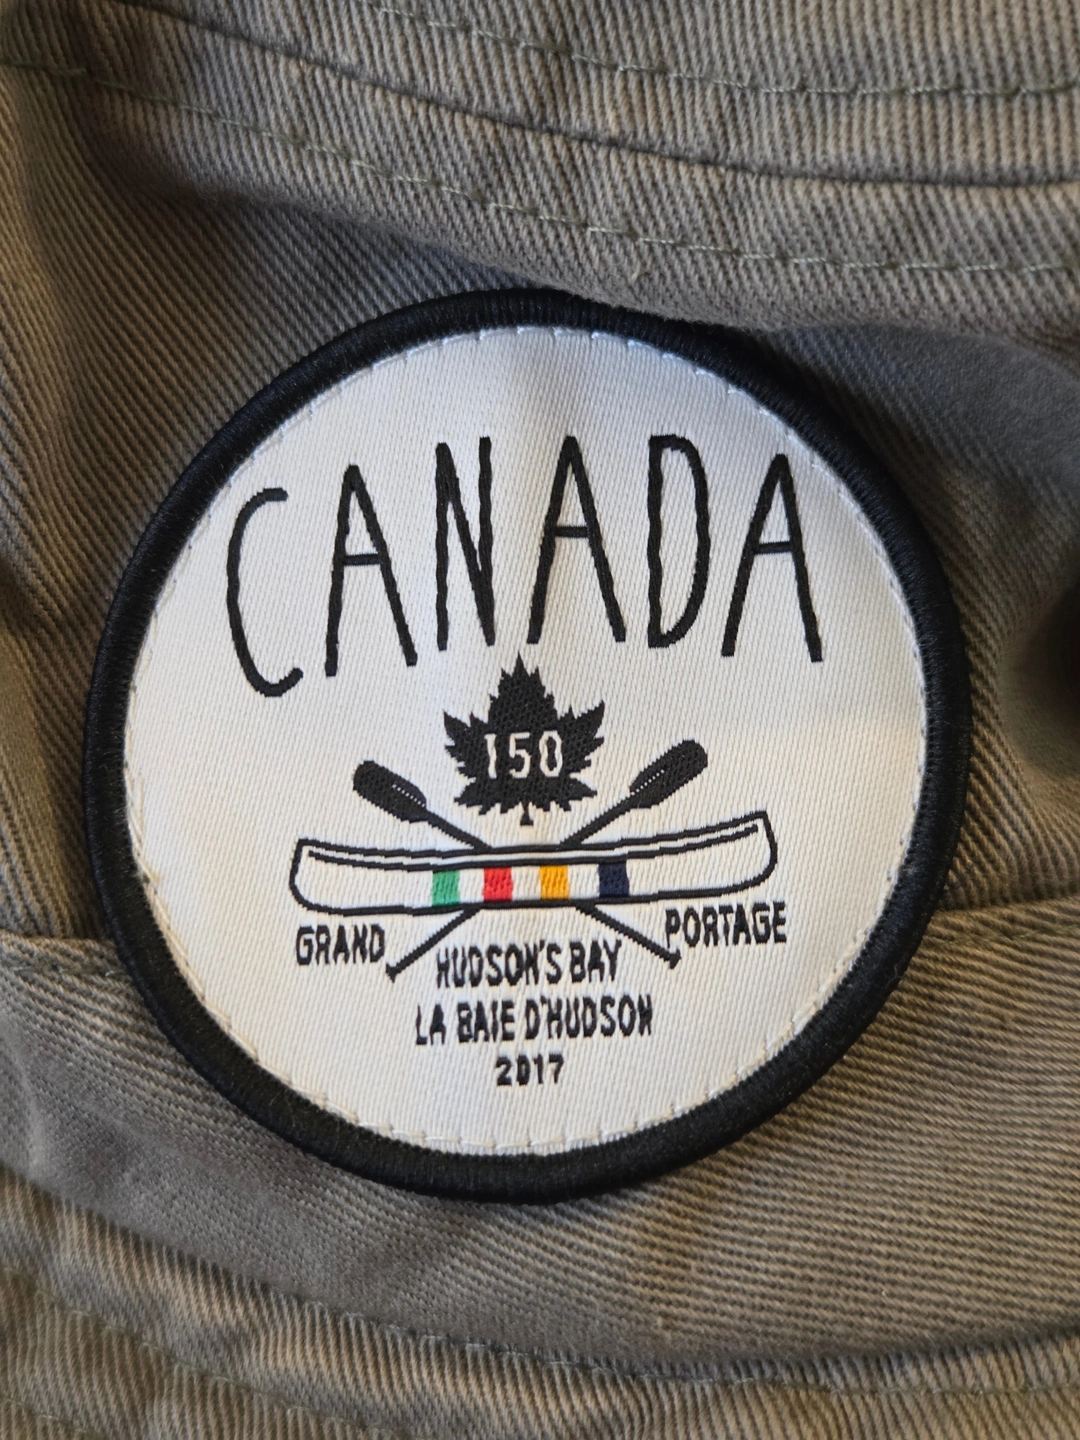 CANADA
150
GRAND PORTAGE
HUDSON'S BAY
LA BAIE D'HUDSON
2017